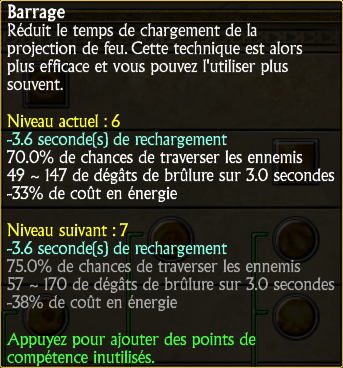 Barrage
Réduit le temps de chargement de la
projection de feu. Cette technique est alors
plus efficace et vous pouvez l'utiliser plus
souvent.
Niveau actuel : 6
-3.6 seconde(s) de rechargement
70.0% de chances de traverser les ennemis
49 ~ 147 de dégâts de brûlure sur 3.0 secondes
-33% de coût en énergie
Niveau suivant : 7
-3.6 seconde(s) de rechargement
75.0% de chances de traverser les ennemis
57 ~ 170 de dégâts de brûlure sur 3.0 secondes
-38% de coût en énergie
Appuyez pour ajouter des points de
compétence inutilisés.